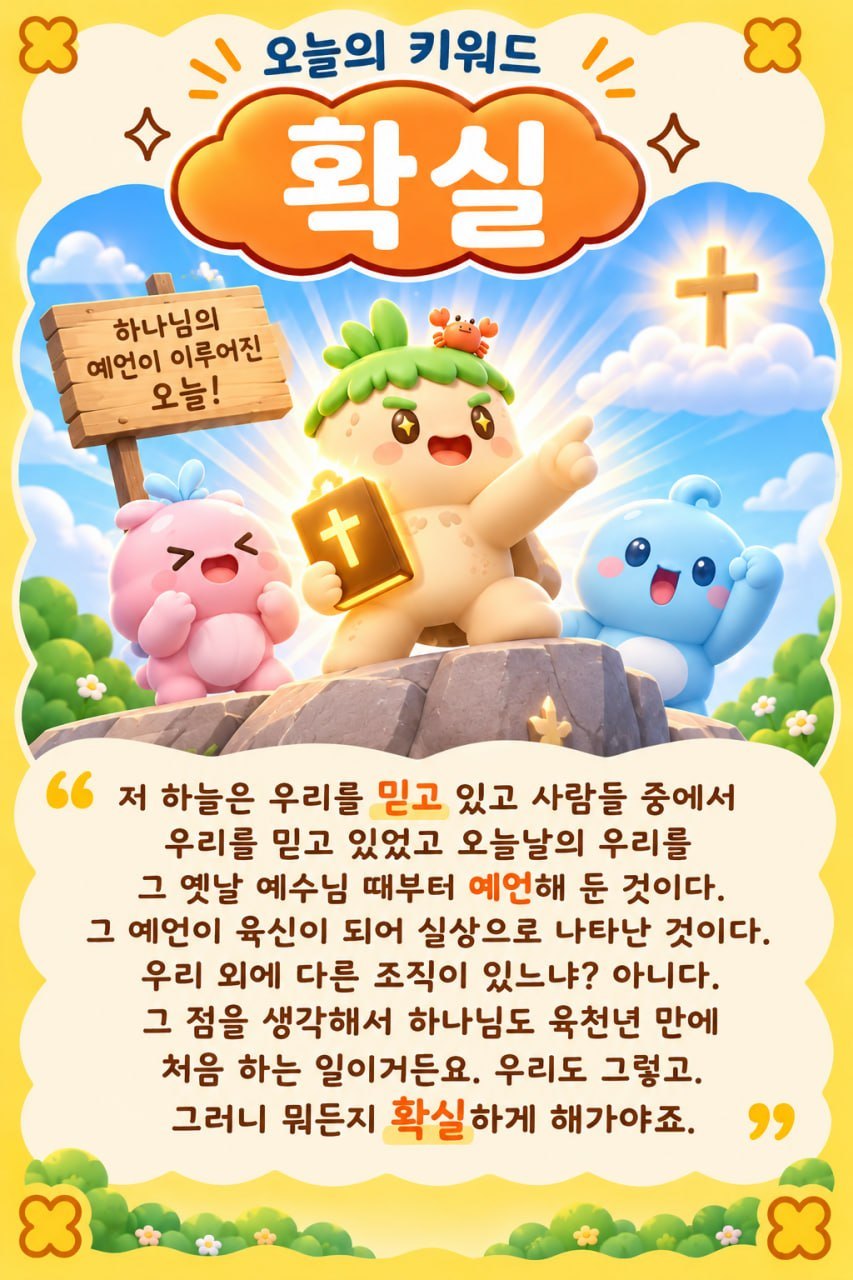 오늘의 키워드
확실
하나님의
예언이 이루어진
오늘!
“ 저 하늘은 우리를 믿고 있고 사람들 중에서
우리를 믿고 있었고 오늘날의 우리를
그 옛날 예수님 때부터 예언해 둔 것이다.
그 예언이 육신이 되어 실상으로 나타난 것이다.
우리 외에 다른 조직이 있느냐? 아니다.
그 점을 생각해서 하나님도 육천년 만에
처음 하는 일이거든요. 우리도 그렇고.
그러니 뭐든지 확실하게 해가야죠. ”